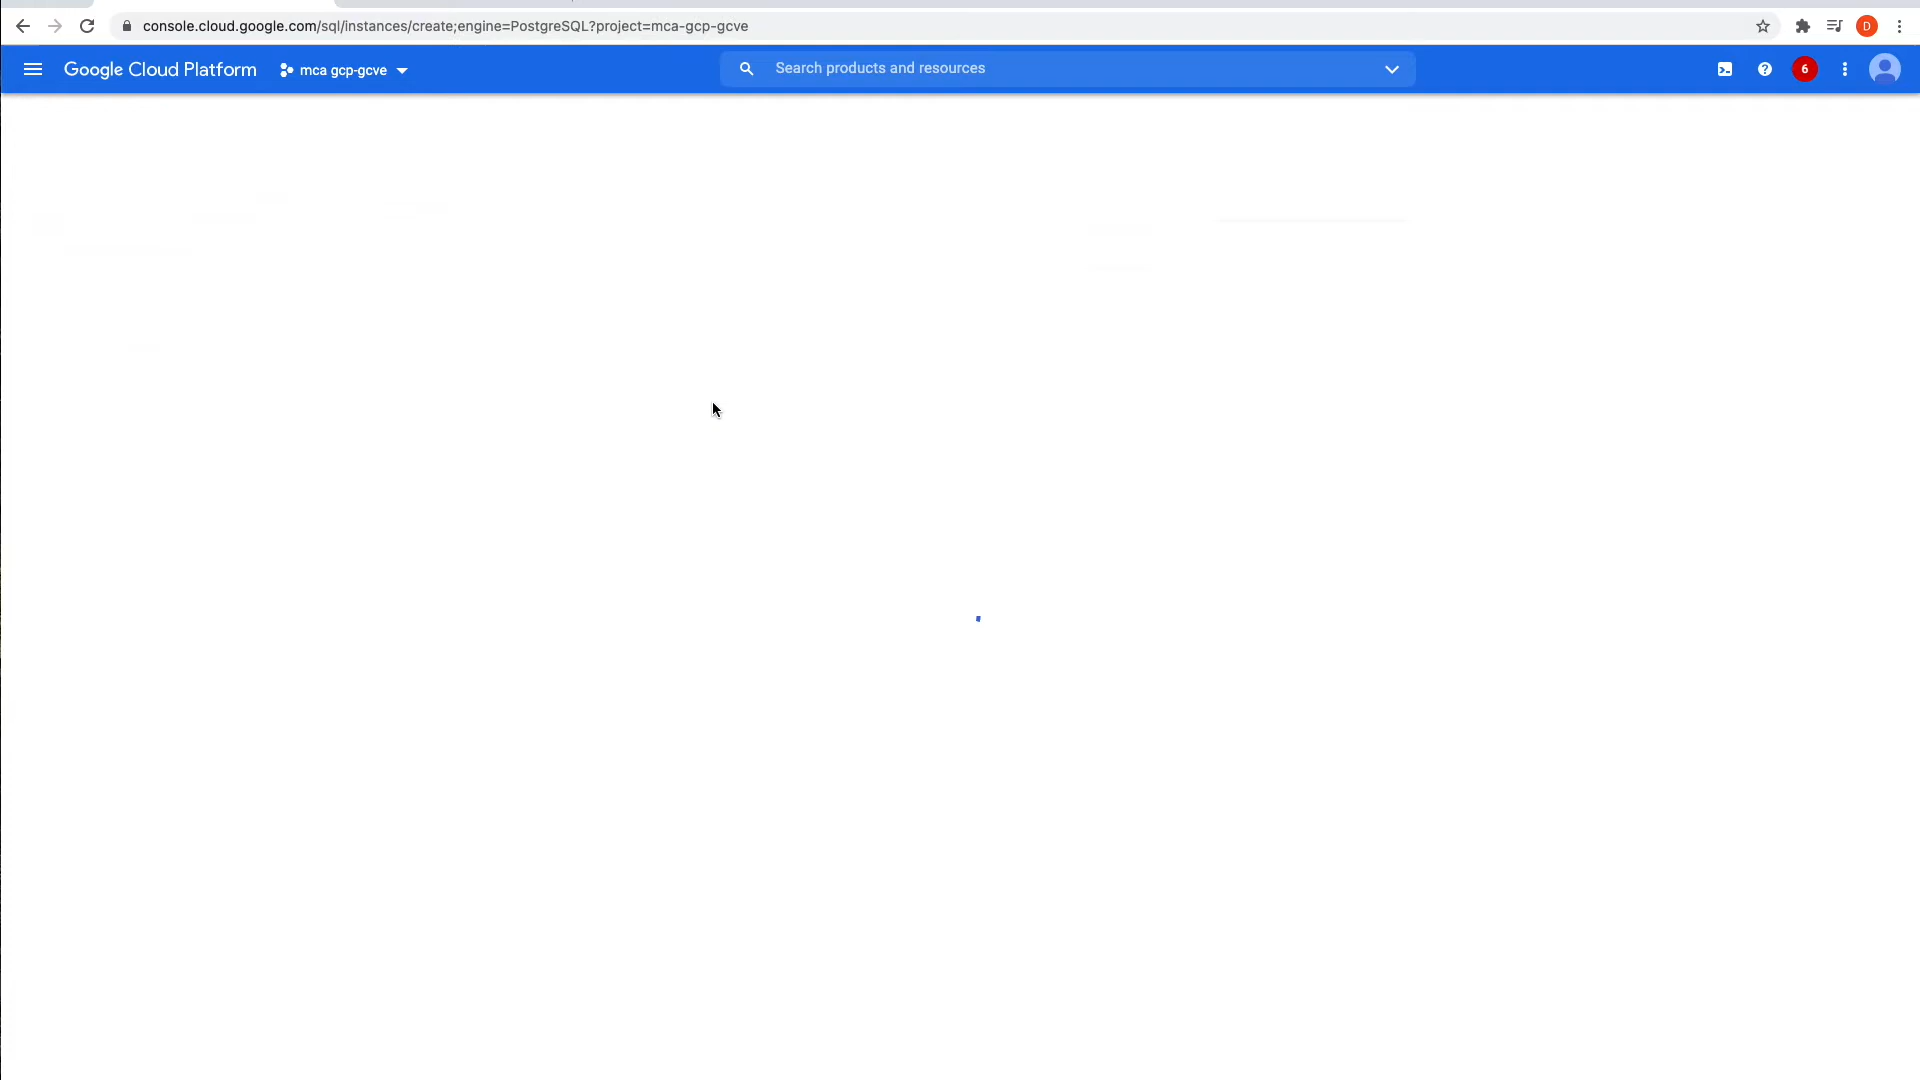 console.cloud.google.com/sql/instances/create;engine=PostgreSQL?project=mca-gcp-gcve
D
Google Cloud Platform
mca gcp-gcve
Search products and resources
6